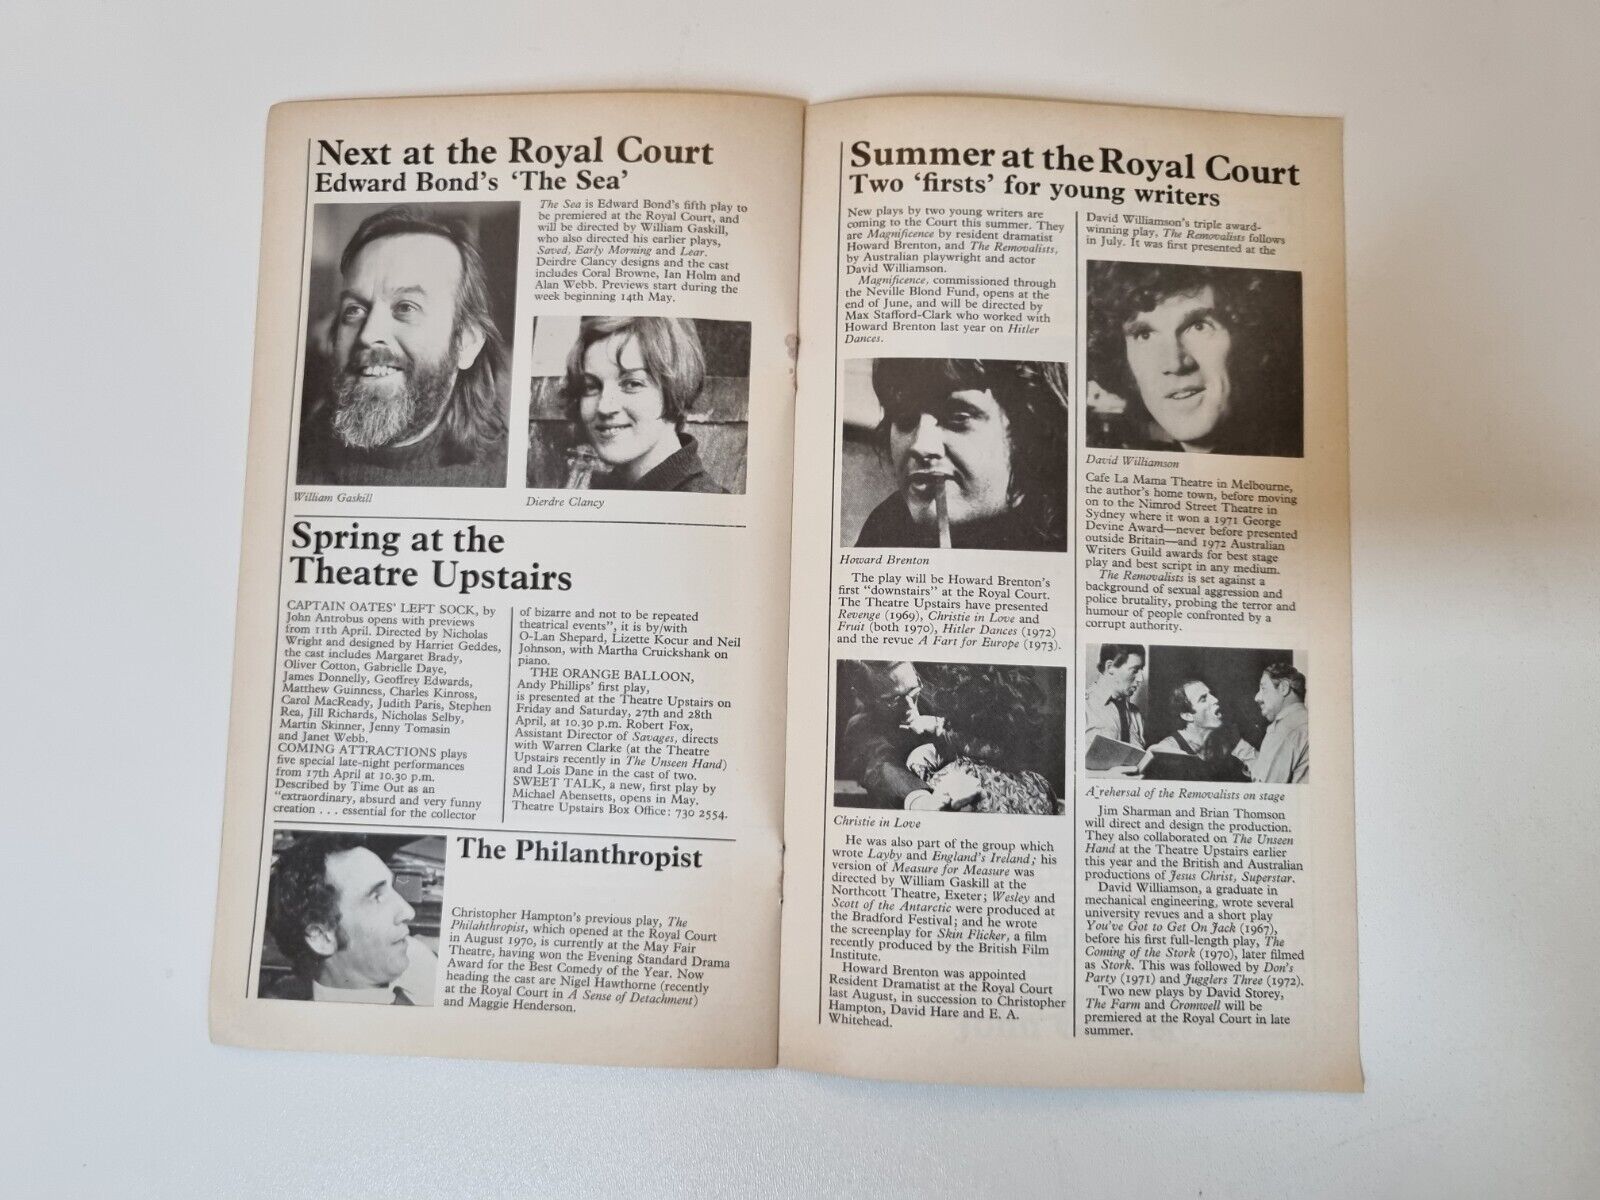 Next at the Royal Court
Edward Bond's 'The Sea'
The Sea is Edward Bond's fifth play to
be premiered at the Royal Court, and
will be directed by William Gaskill,
who also directed his earlier plays,
Saved, Early Morning and Lear.
Deirdre Clancy designs and the cast
includes Coral Browne, Ian Holm and
Alan Webb. Previews start during the
week beginning 14th May.
William Gaskill
Dierdre Clancy
Spring at the
Theatre Upstairs
CAPTAIN OATES' LEFT SOCK, by
John Antrobus opens with previews
from 11th April. Directed by Nicholas
Wright and designed by Harriet Geddes,
the cast includes Margaret Brady,
Oliver Cotton, Gabrielle Daye,
James Donnelly, Geoffrey Edwards,
Matthew Guinness, Charles Kinross,
Carol MacReady, Judith Paris, Stephen
Rea, Jill Richards, Nicholas Selby,
Martin Skinner, Jenny Tomasin
and Janet Webb.
COMING ATTRACTIONS plays
five special late-night performances
from 17th April at 10.30 p.m.
Described by Time Out as an
"extraordinary, absurd and very funny
creation . . . essential for the collector
of bizarre and not to be repeated
theatrical events", it is by/with
O-Lan Shepard, Lizette Kocur and Neil
Johnson, with Martha Cruickshank on
piano.
THE ORANGE BALLOON,
Andy Phillips' first play,
is presented at the Theatre Upstairs on
Friday and Saturday, 27th and 28th
April, at 10.30 p.m. Robert Fox,
Assistant Director of Savages, directs
with Warren Clarke (at the Theatre
Upstairs recently in The Unseen Hand)
and Lois Dane in the cast of two.
SWEET TALK, a new, first play by
Michael Abensetts, opens in May.
Theatre Upstairs Box Office: 730 2554.
The Philanthropist
Christopher Hampton's previous play, The
Philanthropist, which opened at the Royal Court
in August 1970, is currently at the May Fair
Theatre, having won the Evening Standard Drama
Award for the Best Comedy of the Year. Now
heading the cast are Nigel Hawthorne (recently
at the Royal Court in A Sense of Detachment)
and Maggie Henderson.
Summer at the Royal Court
Two 'firsts' for young writers
New plays by two young writers are
coming to the Court this summer. They
are Magnificence by resident dramatist
Howard Brenton, and The Removalists,
by Australian playwright and actor
David Williamson.
Magnificence, commissioned through
the Neville Blond Fund, opens at the
end of June, and will be directed by
Max Stafford-Clark who worked with
Howard Brenton last year on Hitler
Dances.
Howard Brenton
The play will be Howard Brenton's
first "downstairs" at the Royal Court.
The Theatre Upstairs have presented
Revenge (1969), Christie in Love and
Fruit (both 1970), Hitler Dances (1972)
and the revue A Fart for Europe (1973).
Christie in Love
He was also part of the group which
wrote Layby and England's Ireland; his
version of Measure for Measure was
directed by William Gaskill at the
Northcott Theatre, Exeter; Wesley and
Scott of the Antarctic were produced at
the Bradford Festival; and he wrote
the screenplay for Skin Flicker, a film
recently produced by the British Film
Institute.
Howard Brenton was appointed
Resident Dramatist at the Royal Court
last August, in succession to Christopher
Hampton, David Hare and E. A.
Whitehead.
David Williamson's triple award-
winning play, The Removalists follows
in July. It was first presented at the
David Williamson
Cafe La Mama Theatre in Melbourne,
the author's home town, before moving
on to the Nimrod Street Theatre in
Sydney where it won a 1971 George
Devine Award—never before presented
outside Britain—and 1972 Australian
Writers Guild awards for best stage
play and best script in any medium.
The Removalists is set against a
background of sexual aggression and
police brutality, probing the terror and
humour of people confronted by a
corrupt authority.
A rehersal of the Removalists on stage
Jim Sharman and Brian Thomson
will direct and design the production.
They also collaborated on The Unseen
Hand at the Theatre Upstairs earlier
this year and the British and Australian
productions of Jesus Christ, Superstar.
David Williamson, a graduate in
mechanical engineering, wrote several
university revues and a short play
You've Got to Get On Jack (1967),
before his first full-length play, The
Coming of the Stork (1970), later filmed
as Stork. This was followed by Don's
Party (1971) and Jugglers Three (1972).
Two new plays by David Storey,
The Farm and Cromwell will be
premiered at the Royal Court in late
summer.